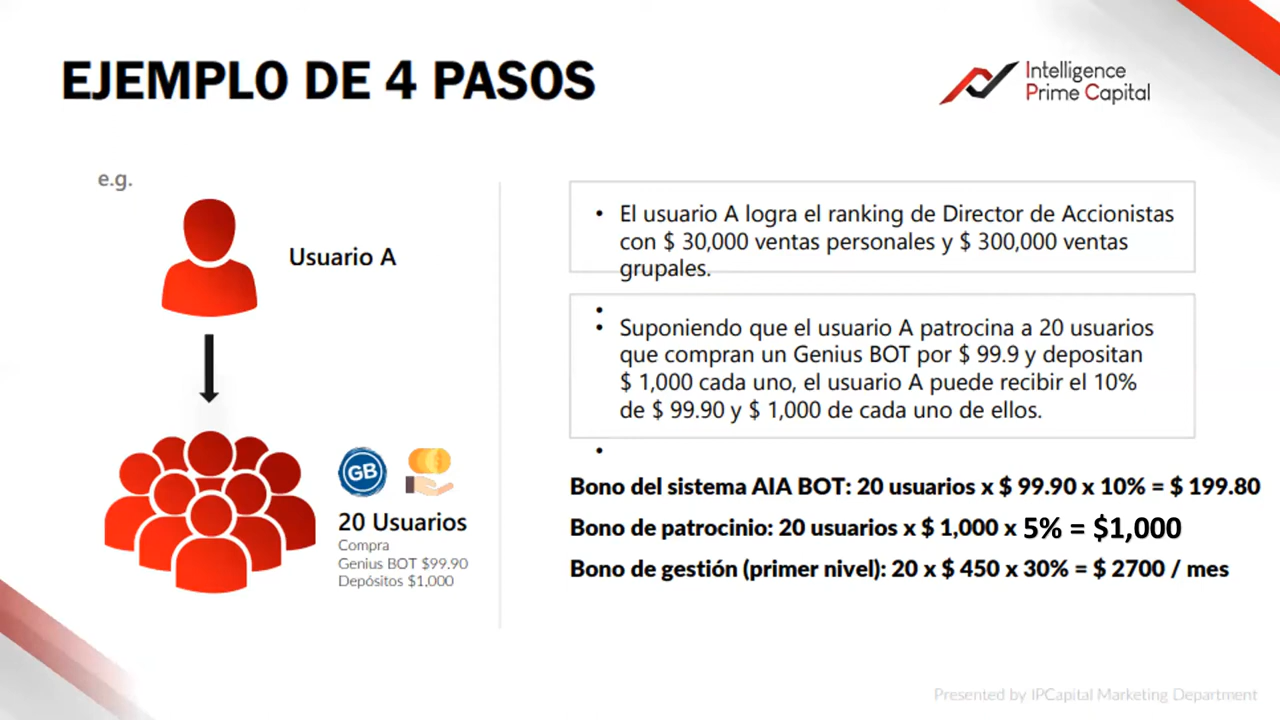 EJEMPLO DE 4 PASOS
Intelligence
Prime Capital
e.g.
Usuario A
GB
20 Usuarios
Compra
Genius BOT $99.90
Depósitos $1,000
• El usuario A logra el ranking de Director de Accionistas
con $ 30,000 ventas personales y $ 300,000 ventas
grupales.
•
• Suponiendo que el usuario A patrocina a 20 usuarios
que compran un Genius BOT por $ 99.9 y depositan
$ 1,000 cada uno, el usuario A puede recibir el 10%
de $ 99.90 y $ 1,000 de cada uno de ellos.
•
Bono del sistema AIA BOT: 20 usuarios x $ 99.90 x 10% = $ 199.80
Bono de patrocinio: 20 usuarios x $ 1,000 x 5% = $1,000
Bono de gestión (primer nivel): 20 x $ 450 x 30% = $ 2700 / mes
Presented by IPCapital Marketing Department